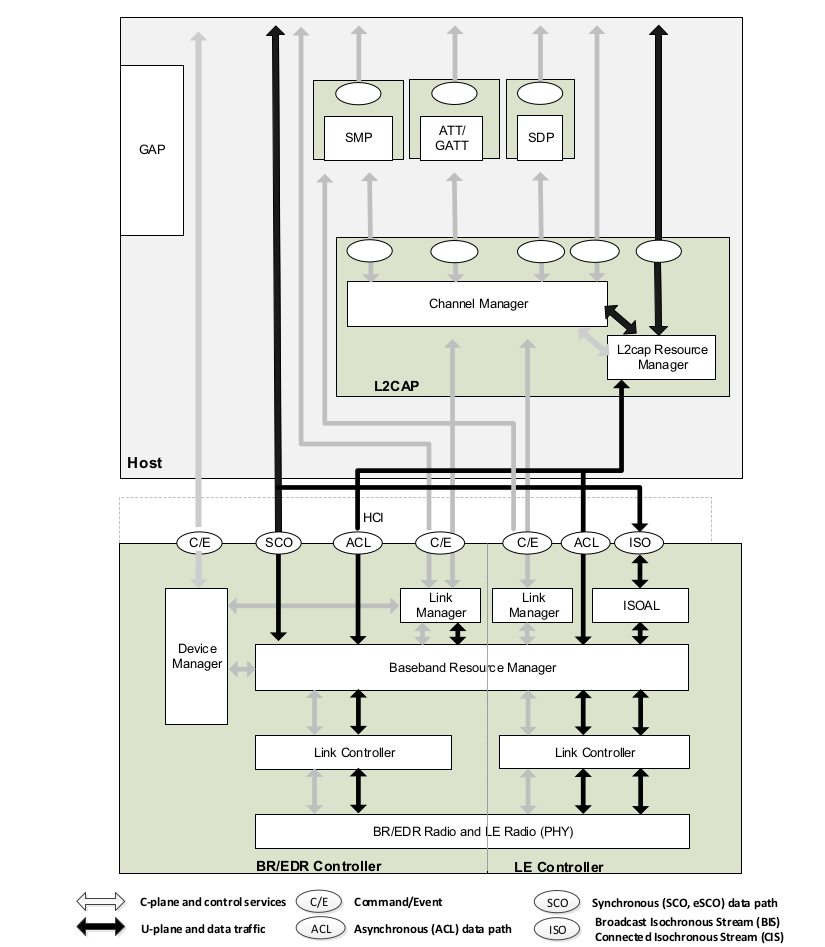 GAP
SMP
ATT/
GATT
SDP
Channel Manager
L2cap Resource
Manager
L2CAP
Host
HCI
C/E
SCO
ACL
C/E
C/E
ACL
ISO
Link
Manager
Link
Manager
ISOAL
Device
Manager
Baseband Resource Manager
Link Controller
Link Controller
BR/EDR Radio and LE Radio (PHY)
BR/EDR Controller
LE Controller
C-plane and control services
C/E
Command/Event
SCO
Synchronous (SCO, eSCO) data path
U-plane and data traffic
ACL
Asynchronous (ACL) data path
ISO
Broadcast Isochronous Stream (BIS)
Connected Isochronous Stream (CIS)